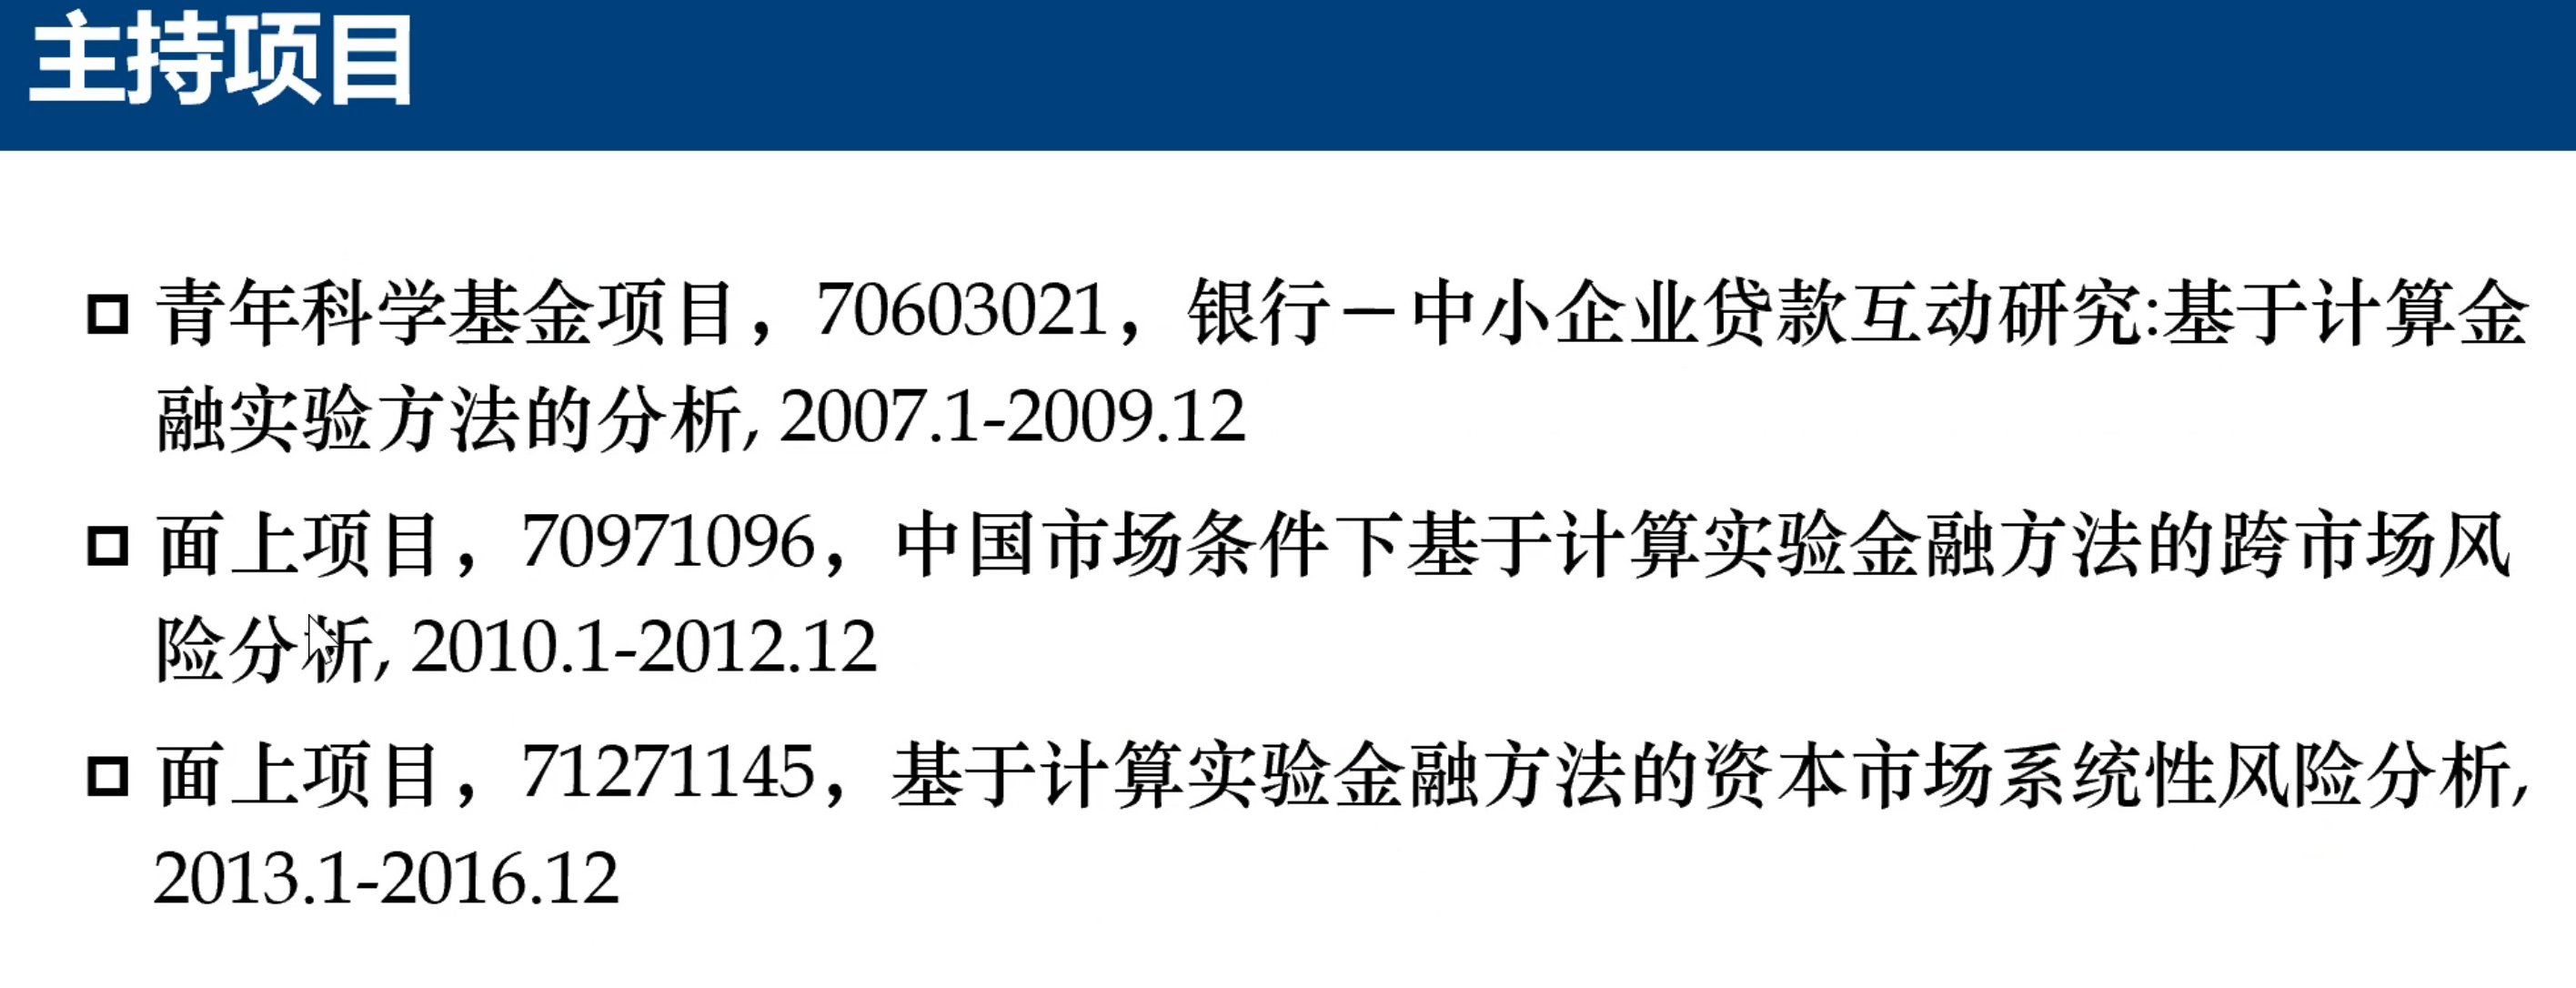 主持项目
青年科学基金项目，70603021，银行－中小企业贷款互动研究:基于计算金
融实验方法的分析, 2007.1-2009.12
面上项目，70971096，中国市场条件下基于计算实验金融方法的跨市场风
险分析, 2010.1-2012.12
面上项目，71271145，基于计算实验金融方法的资本市场系统性风险分析,
2013.1-2016.12